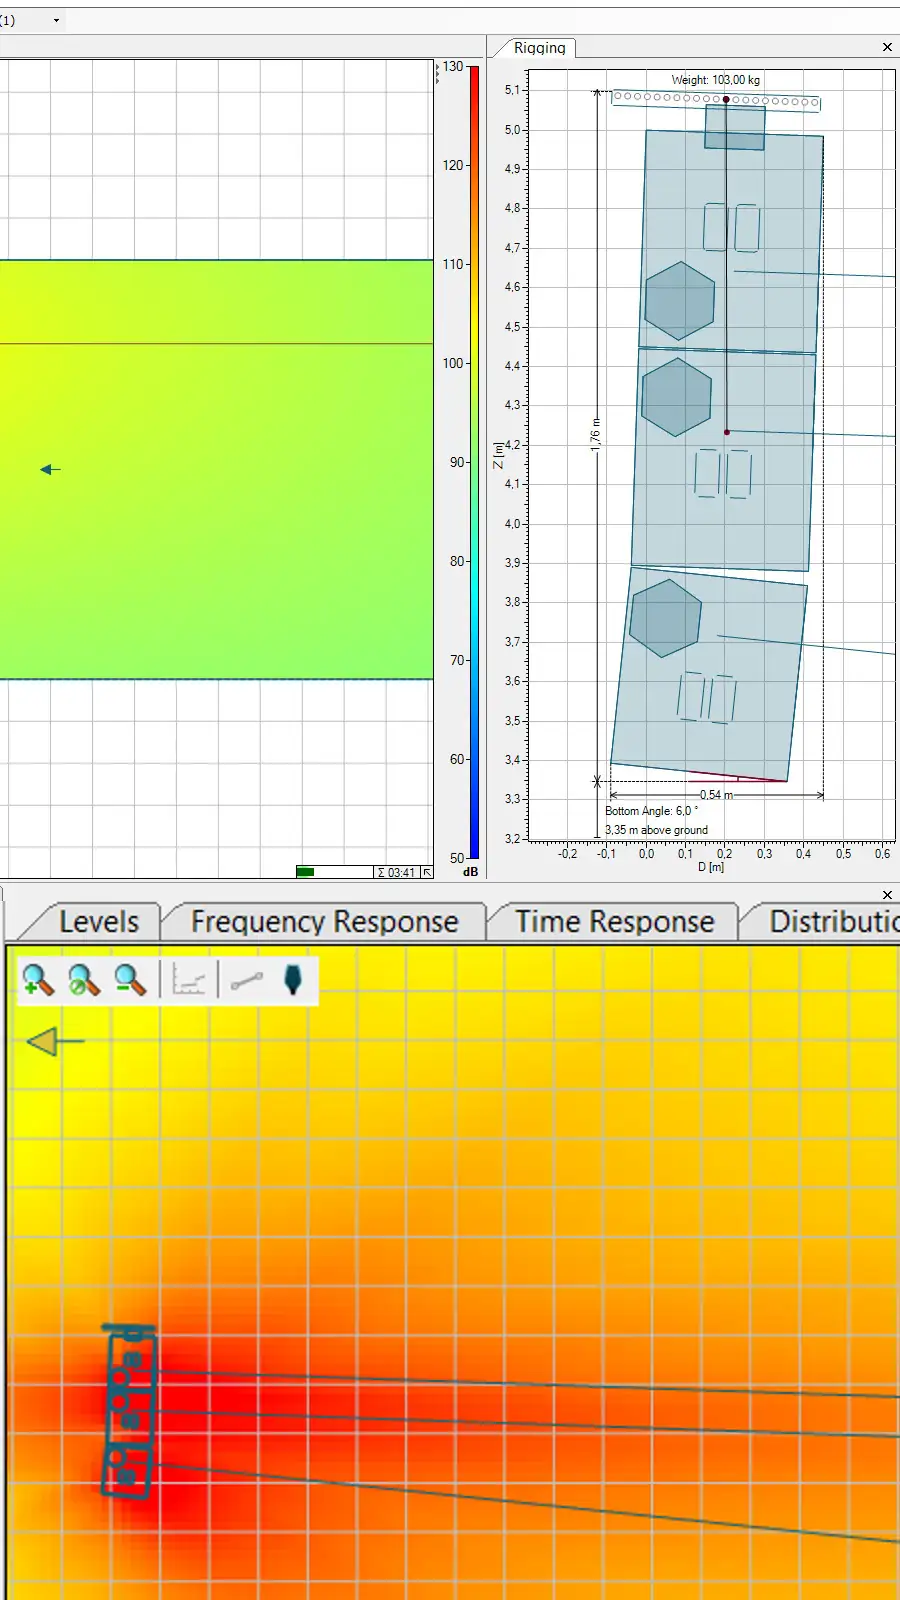 (1)
Rigging
Weight: 103,00 kg
130
120
110
100
90
80
70
60
50
dB
Σ 03:41
5,1
5,0
4,9
4,8
4,7
4,6
4,5
4,4
4,3
4,2
4,1
4,0
3,9
3,8
3,7
3,6
3,5
3,4
3,3
3,2
Z [m]
1,76 m
0,54 m
Bottom Angle: 6,0 °
3,35 m above ground
-0,2
-0,1
0,0
0,1
0,2
0,3
0,4
0,5
0,6
D [m]
Levels
Frequency Response
Time Response
Distributio